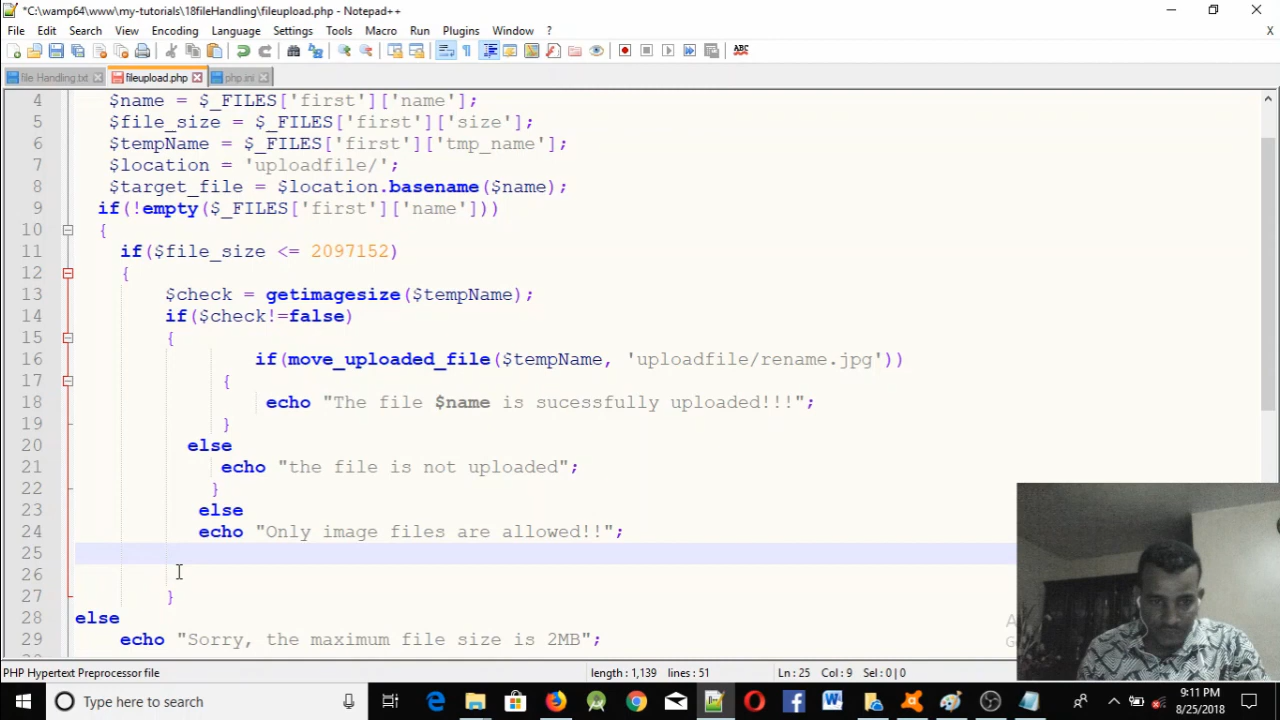 *C:\wamp64\www\my-tutorials\18fileHandling\fileupload.php - Notepad++
File Edit Search View Encoding Language Settings Tools Macro Run Plugins Window ? X
file Handling.txt fileupload.php php.ini
4 $name = $_FILES['first']['name'];
5 $file_size = $_FILES['first']['size'];
6 $tempName = $_FILES['first']['tmp_name'];
7 $location = 'uploadfile/';
8 $target_file = $location.basename($name);
9 if(!empty($_FILES['first']['name']))
10 {
11 if($file_size <= 2097152)
12 {
13 $check = getimagesize($tempName);
14 if($check!=false)
15 {
16 if(move_uploaded_file($tempName, 'uploadfile/rename.jpg'))
17 {
18 echo "The file $name is sucessfully uploaded!!!";
19 }
20 else
21 echo "the file is not uploaded";
22 }
23 else
24 echo "Only image files are allowed!!";
25
26
27 }
28 else
29 echo "Sorry, the maximum file size is 2MB";
PHP Hypertext Preprocessor file length : 1,139 lines : 51 Ln : 25 Col : 9 Sel : 0 | 0
Type here to search
9:11 PM
8/25/2018